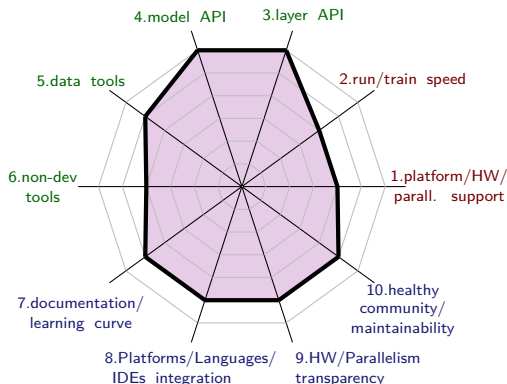 4.model API
3.layer API
5.data tools
2.run/train speed
6.non-dev
tools
1.platform/HW/
parall. support
7.documentation/
learning curve
10.healthy
community/
maintainability
8.Platforms/Languages/
IDEs integration
9.HW/Parallelism
transparency